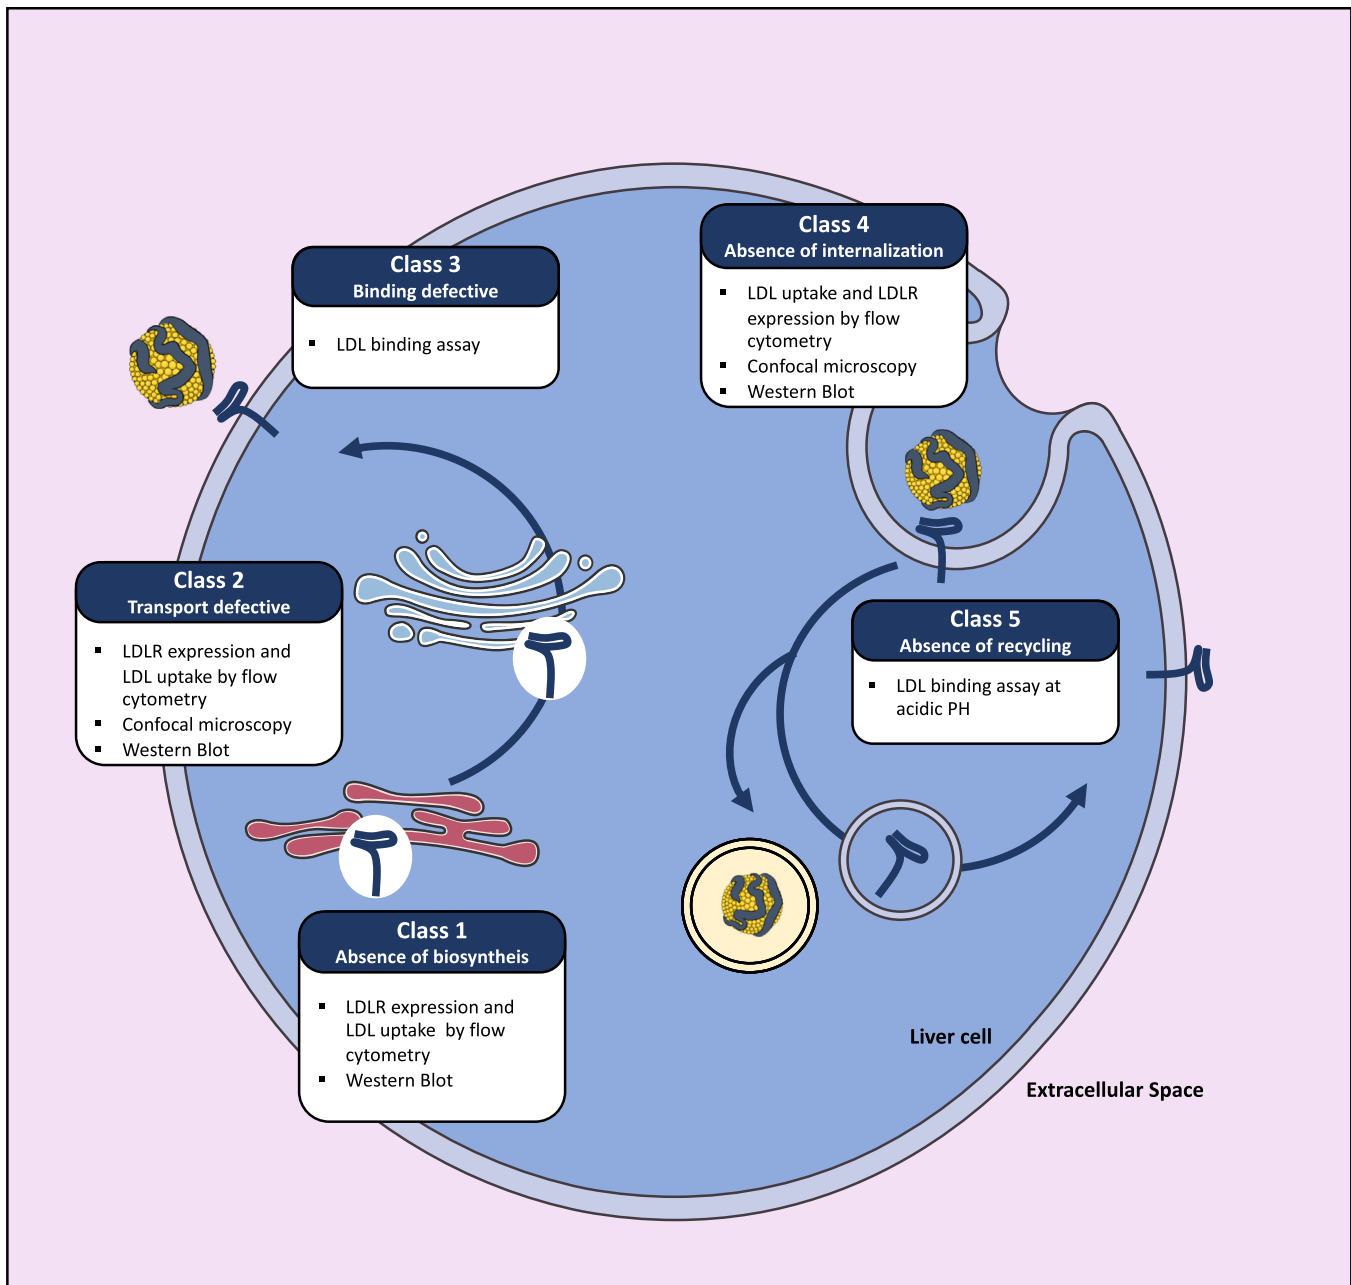 Class 3
Binding defective
▪ LDL binding assay
Class 4
Absence of internalization
▪ LDL uptake and LDLR
expression by flow
cytometry
▪ Confocal microscopy
▪ Western Blot
Class 2
Transport defective
▪ LDLR expression and
LDL uptake by flow
cytometry
▪ Confocal microscopy
▪ Western Blot
Class 5
Absence of recycling
▪ LDL binding assay at
acidic PH
Class 1
Absence of biosyntheis
▪ LDLR expression and
LDL uptake by flow
cytometry
▪ Western Blot
Liver cell
Extracellular Space